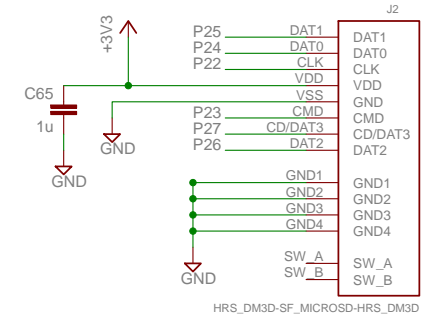 J2
+3V3
P25 DAT1 DAT1
P24 DAT0 DAT0
P22 CLK CLK
VDD VDD
C65
VSS GND
1u
P23 CMD CMD
P27 CD/DAT3 CD/DAT3
GND
P26 DAT2 DAT2
GND
GND1 GND1
GND2 GND2
GND3 GND3
GND4 GND4
SW_A SW_A
GND
SW_B SW_B
HRS_DM3D-SF_MICROSD-HRS_DM3D